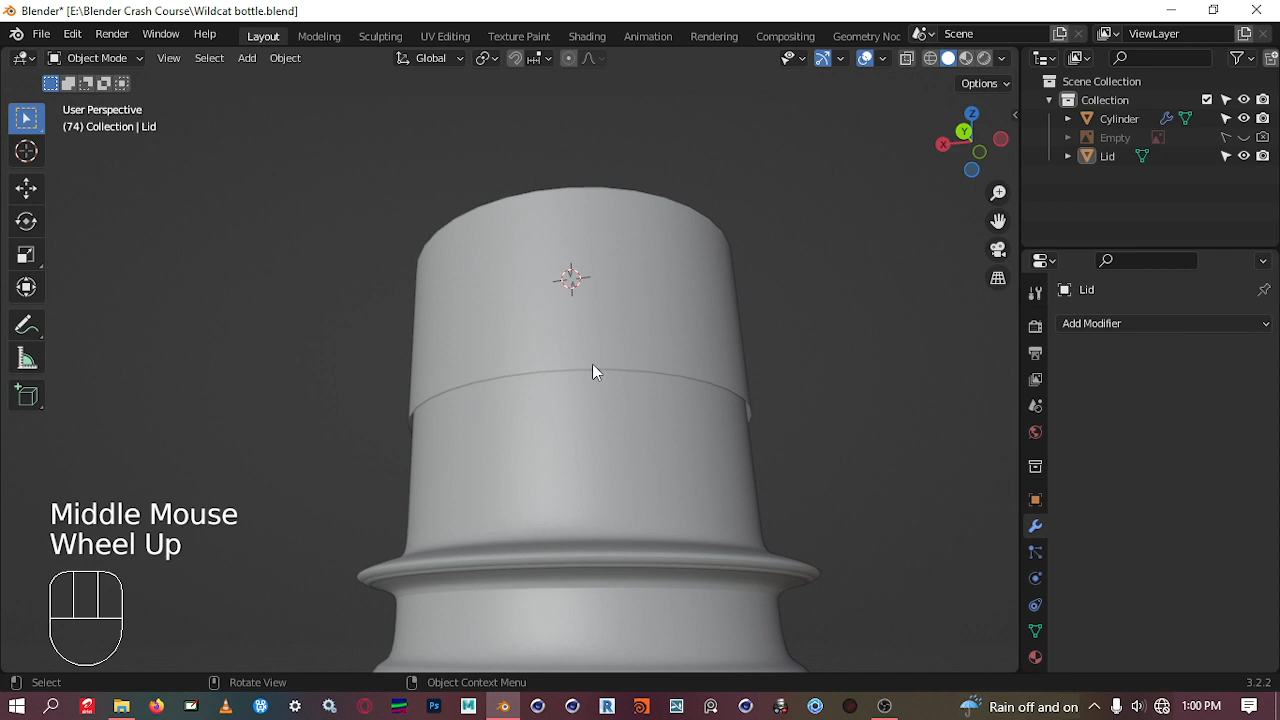 Blender* [E:\Blender Crash Course\Wildcat bottle.blend]
File Edit Render Window Help Layout Modeling Sculpting UV Editing Texture Paint Shading Animation Rendering Compositing Geometry Noc Scene ViewLayer
Object Mode View Select Add Object Global
Options
User Perspective
(74) Collection | Lid
Z
Y
X
Scene Collection
Collection
Cylinder
Empty
Lid
Lid
Add Modifier
Middle Mouse
Wheel Up
Select Rotate View Object Context Menu 3.2.2
Rain off and on 1:00 PM